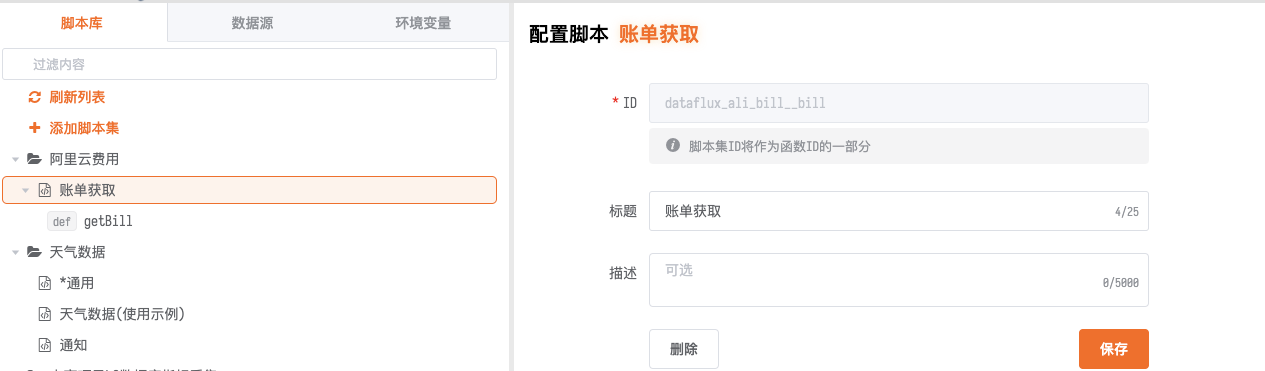 脚本库
数据源
环境变量
过滤内容
刷新列表
添加脚本集
阿里云费用
账单获取
def getBill
天气数据
*通用
天气数据(使用示例)
通知
配置脚本 账单获取
* ID dataflux_ali_bill__bill
脚本集ID将作为函数ID的一部分
标题 账单获取 4/25
描述 可选 0/5000
删除
保存